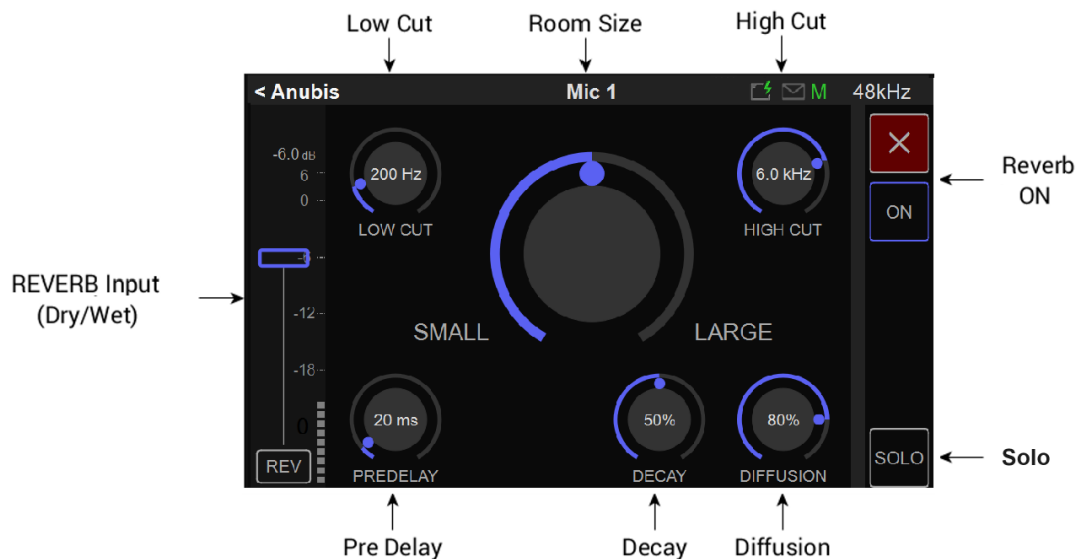 Low Cut
Room Size
High Cut
< Anubis
Mic 1
M
48kHz
-6.0 dB
6
0
-6
-12
-18
0
REV
200 Hz
LOW CUT
6.0 kHz
HIGH CUT
ON
Reverb
ON
REVERB Input
(Dry/Wet)
SMALL
LARGE
20 ms
PREDELAY
50%
DECAY
80%
DIFFUSION
SOLO
Solo
Pre Delay
Decay
Diffusion